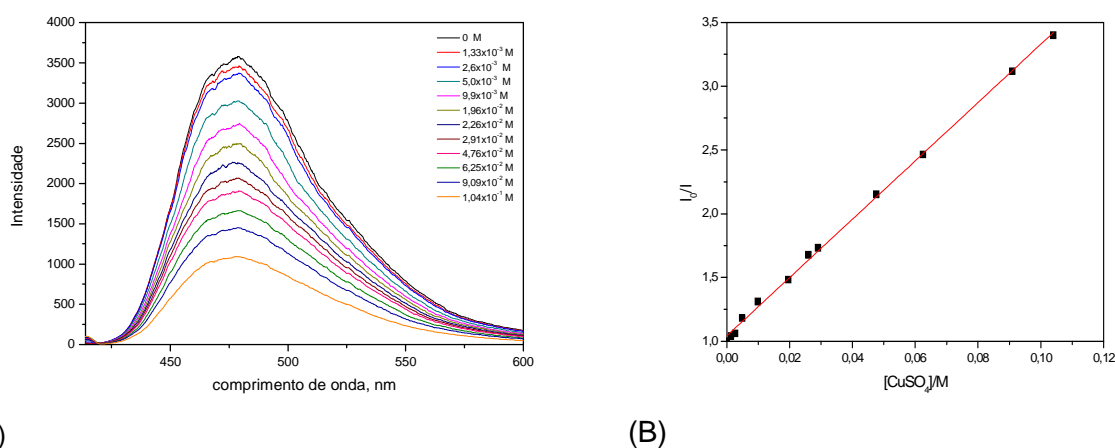 4000
3500
3000
2500
2000
1500
1000
500
0
Intensidade
450
500
550
600
comprimento de onda, nm
0 M
1,33x10⁻³ M
2,6x10⁻³ M
5,0x10⁻³ M
9,9x10⁻³ M
1,96x10⁻² M
2,26x10⁻² M
2,91x10⁻² M
4,76x10⁻² M
6,25x10⁻² M
9,09x10⁻² M
1,04x10⁻¹ M
)
3,5
3,0
2,5
2,0
1,5
1,0
I₀/I
0,00
0,02
0,04
0,06
0,08
0,10
0,12
[CuSO₄]/M
(B)